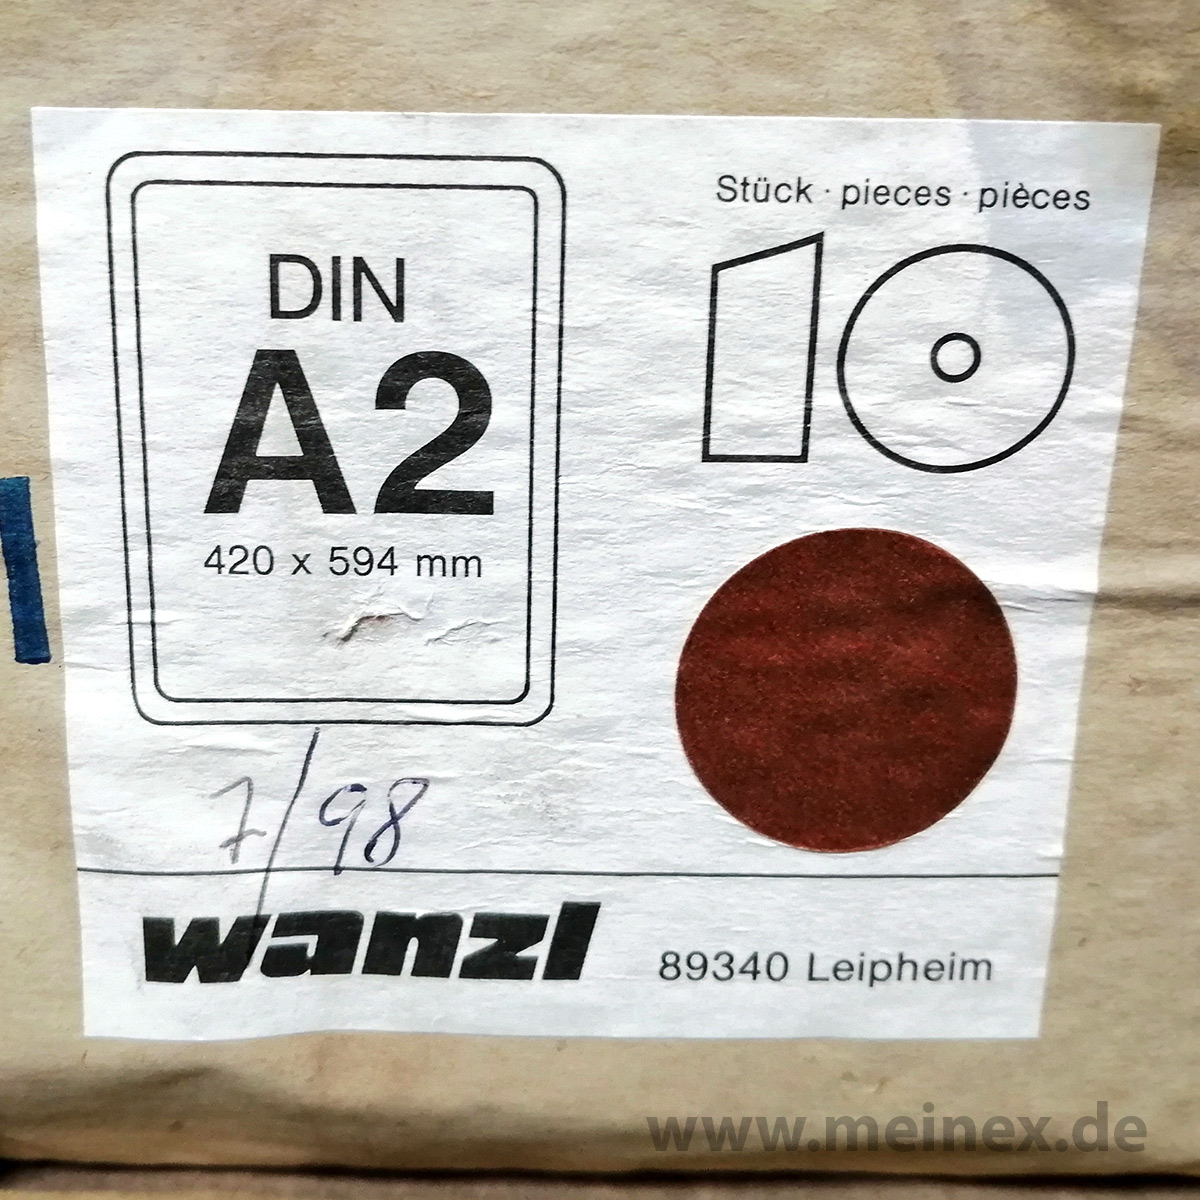 DIN
A2
420 x 594 mm
Stück · pieces · pièces
10
7/98
wanzl
89340 Leipheim
www.meinex.de